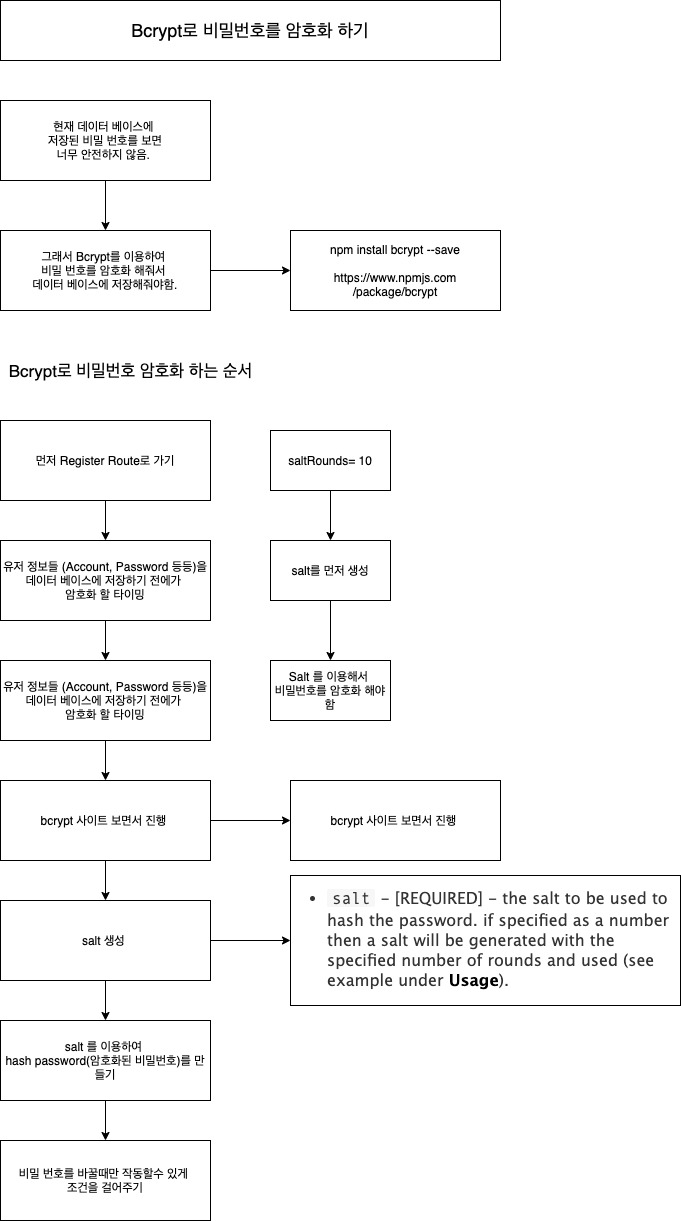 Bcrypt로 비밀번호를 암호화 하기
현재 데이터 베이스에
저장된 비밀 번호를 보면
너무 안전하지 않음.
그래서 Bcrypt를 이용하여
비밀 번호를 암호화 해줘서
데이터 베이스에 저장해줘야함.
npm install bcrypt --save
https://www.npmjs.com
/package/bcrypt
Bcrypt로 비밀번호 암호화 하는 순서
먼저 Register Route로 가기
유저 정보들 (Account, Password 등등)을
데이터 베이스에 저장하기 전에가
암호화 할 타이밍
유저 정보들 (Account, Password 등등)을
데이터 베이스에 저장하기 전에가
암호화 할 타이밍
bcrypt 사이트 보면서 진행
salt 생성
salt 를 이용하여
hash password(암호화된 비밀번호)를 만
들기
비밀 번호를 바꿀때만 작동할수 있게
조건을 걸어주기
saltRounds= 10
salt를 먼저 생성
Salt 를 이용해서
비밀번호를 암호화 해야
함
bcrypt 사이트 보면서 진행
• salt - [REQUIRED] - the salt to be used to
hash the password. if specified as a number
then a salt will be generated with the
specified number of rounds and used (see
example under Usage).